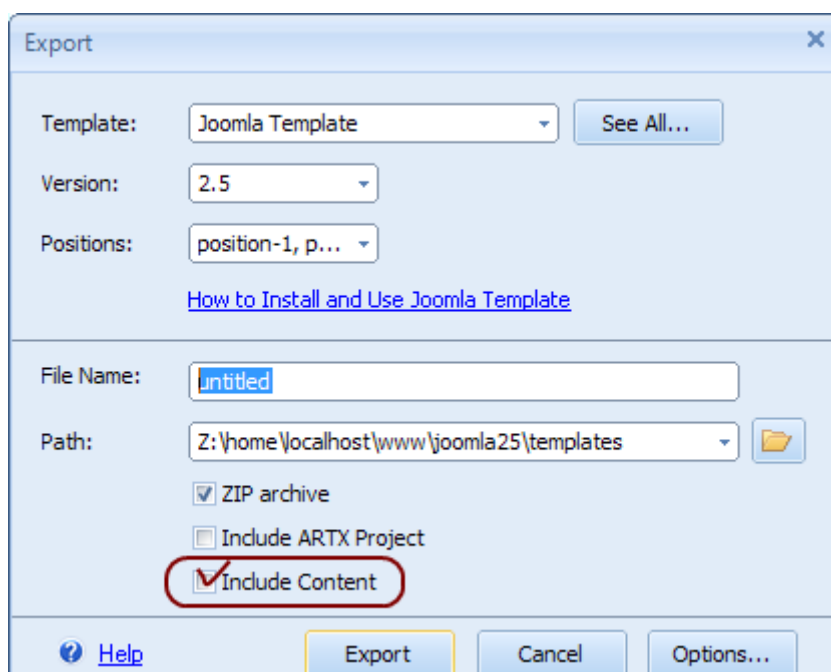 Export
Template: Joomla Template See All...
Version: 2.5
Positions: position-1, p...
How to Install and Use Joomla Template
File Name: untitled
Path: Z:\home\localhost\www\joomla25\templates
ZIP archive
Include ARTX Project
Include Content
Help Export Cancel Options...